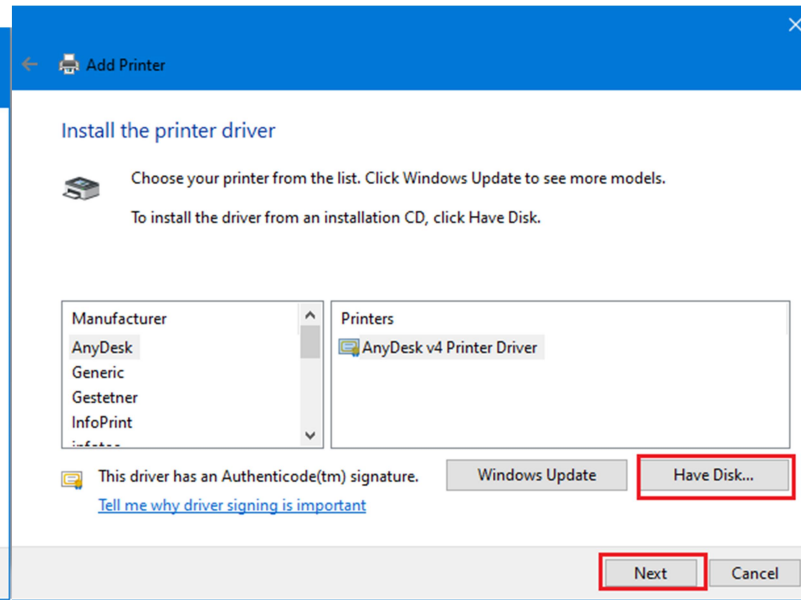 Add Printer
Install the printer driver
Choose your printer from the list. Click Windows Update to see more models.
To install the driver from an installation CD, click Have Disk.
Manufacturer
AnyDesk
Generic
Gestetner
InfoPrint
Printers
AnyDesk v4 Printer Driver
This driver has an Authenticode(tm) signature.
Tell me why driver signing is important
Windows Update
Have Disk...
Next
Cancel